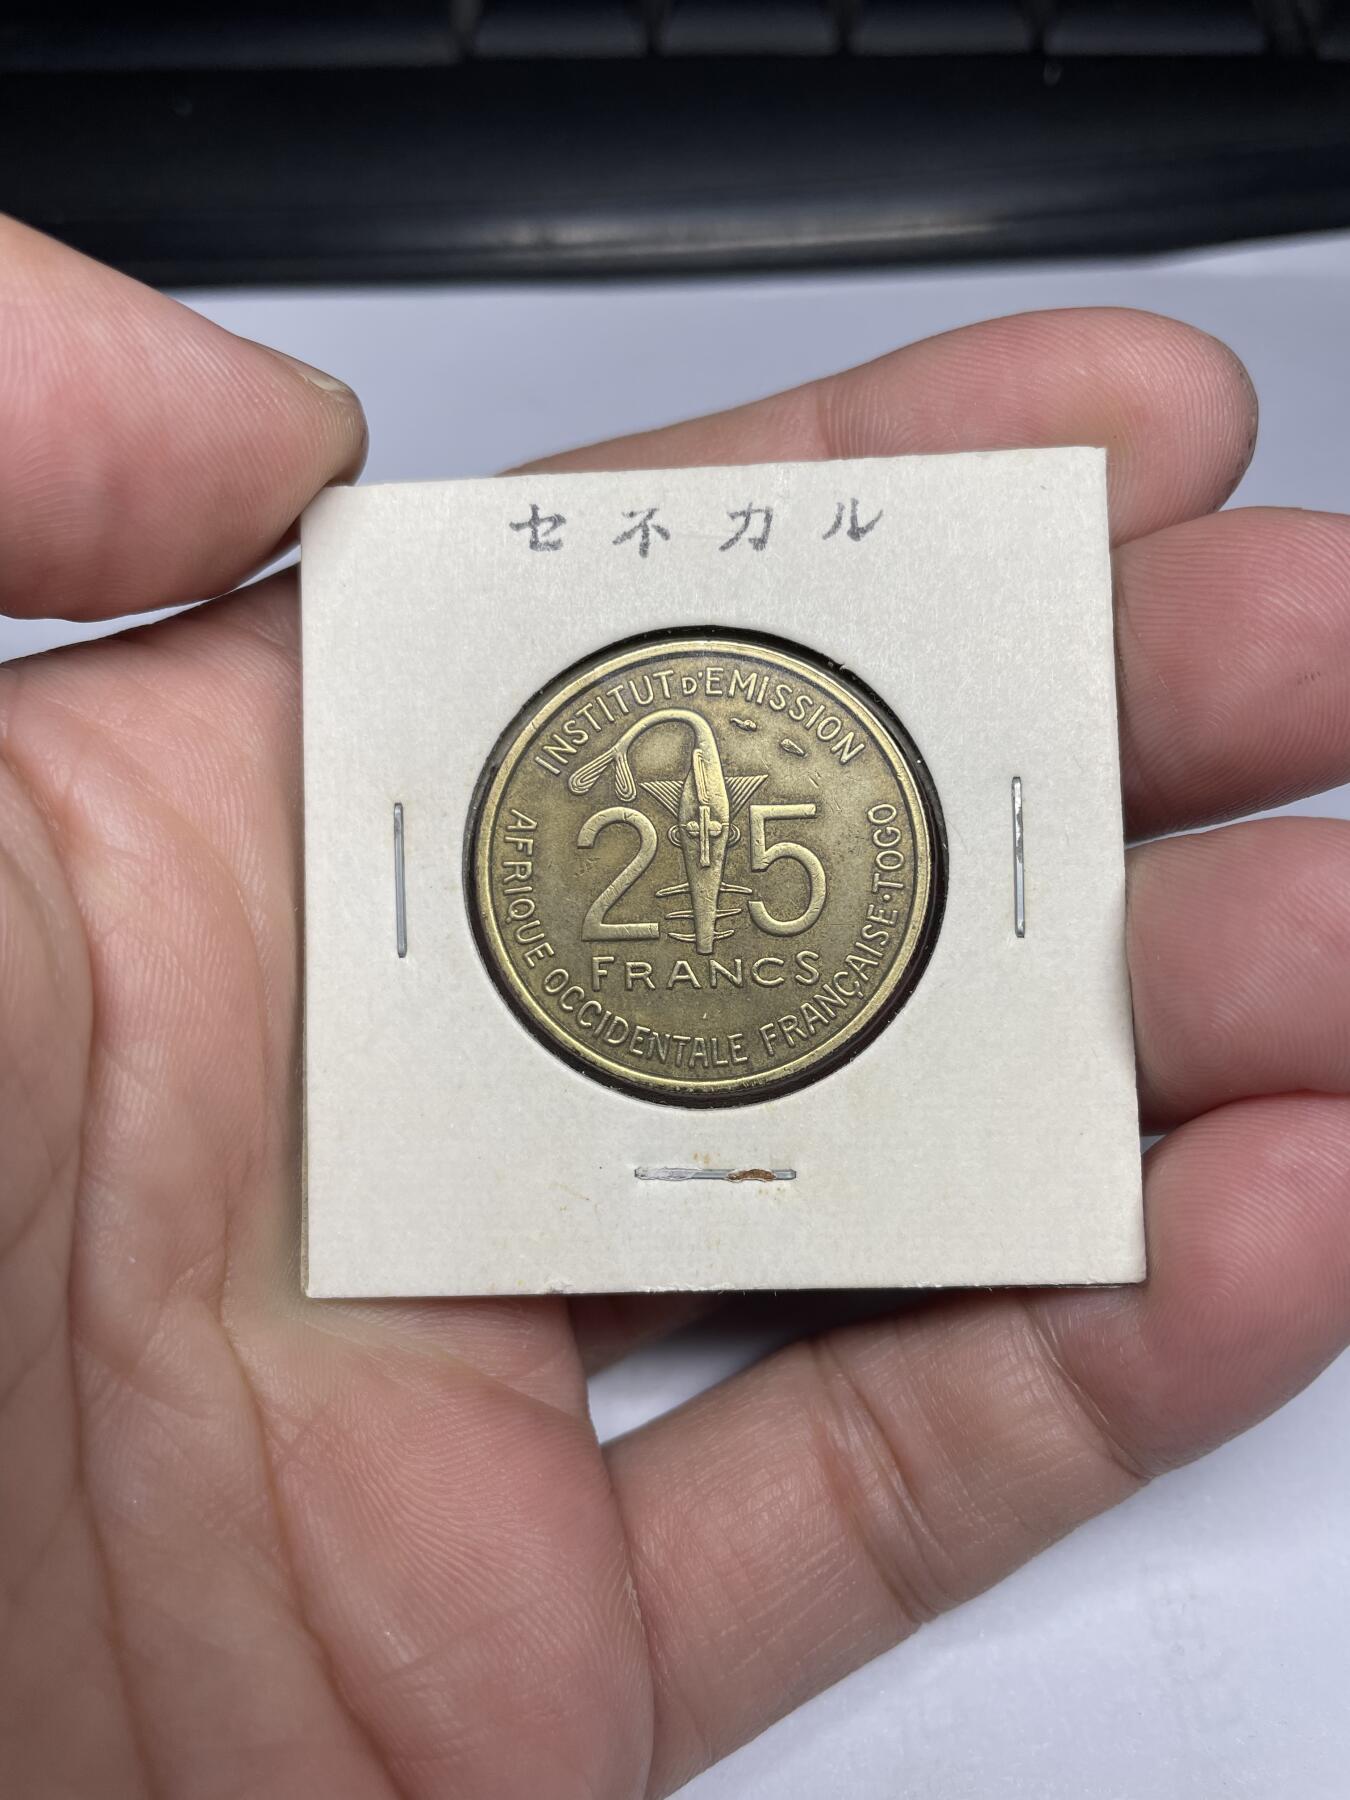 セネカル
INSTITUT D'EMISSION
25
FRANCS
AFRIQUE OCCIDENTALE FRANÇAISE·TOGO